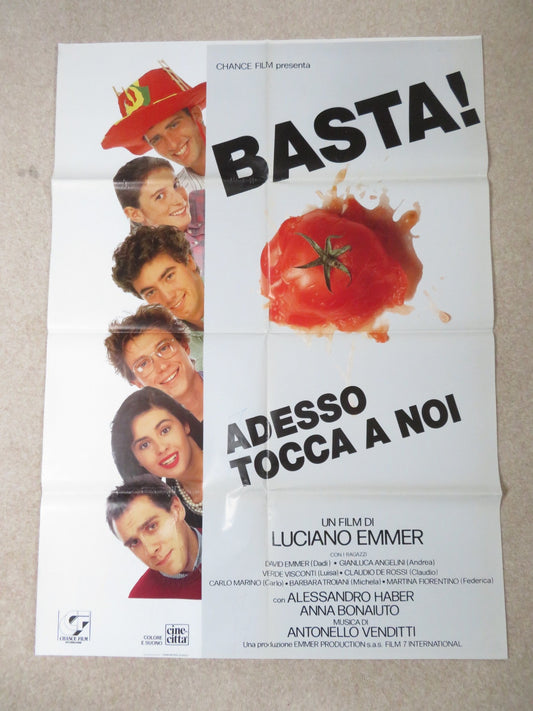 CHANCE FILM presenta
BASTA!
ADESSO
TOCCA A NOI
UN FILM DI
LUCIANO EMMER
CON I RAGAZZI
DAVID EMMER (Dadi) • GIANLUCA ANGELINI (Andrea)
VERDE VISCONTI (Luisa) • CLAUDIO DE ROSSI (Claudio)
CARLO MARINO (Carlo) • BARBARA TROIANI (Michela) • MARTINA FIORENTINO (Federica)
con ALESSANDRO HABER
ANNA BONAIUTO
MUSICA DI
ANTONELLO VENDITTI
Una produzione EMMER PRODUCTION s.a.s. FILM 7 INTERNATIONAL
CHANCE FILM
COLORE
E SUONO
cine-
città